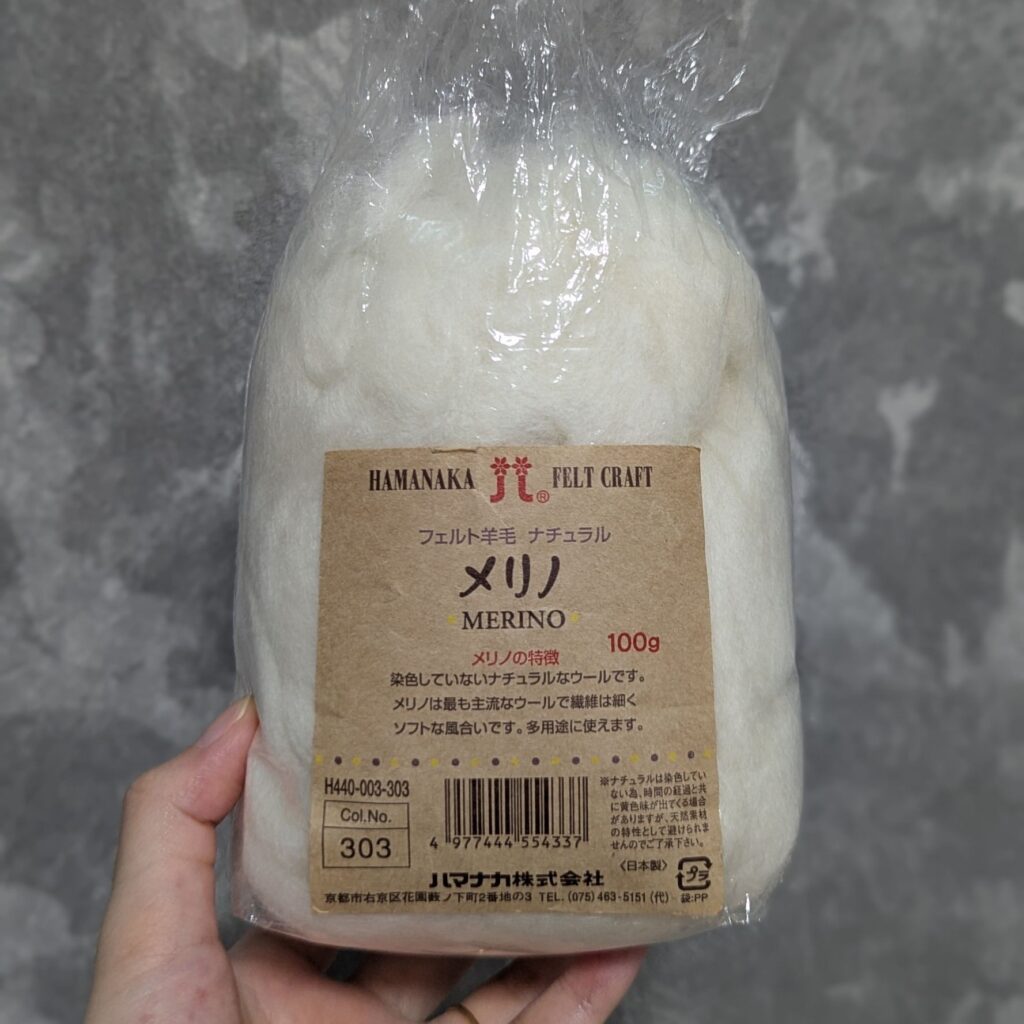 HAMANAKA FELT CRAFT
フェルト羊毛 ナチュラル
メリノ
MERINO
100g
メリノの特徴
染色していないナチュラルなウールです。
メリノは最も主流なウールで繊維は細く
ソフトな風合いです。多用途に使えます。
H440-003-303
Col.No.
303
4 977444 554337
※ナチュラルは染色してい
ない為、時間の経過と共
に黄色味が出てくる場合
がありますが、天然素材
の特性として避けられま
せんのでご了承下さい。
〈日本製〉
プラ
袋:PP
ハマナカ株式会社
京都市右京区花園薮ノ下町2番地の3 TEL.(075)463-5151(代)